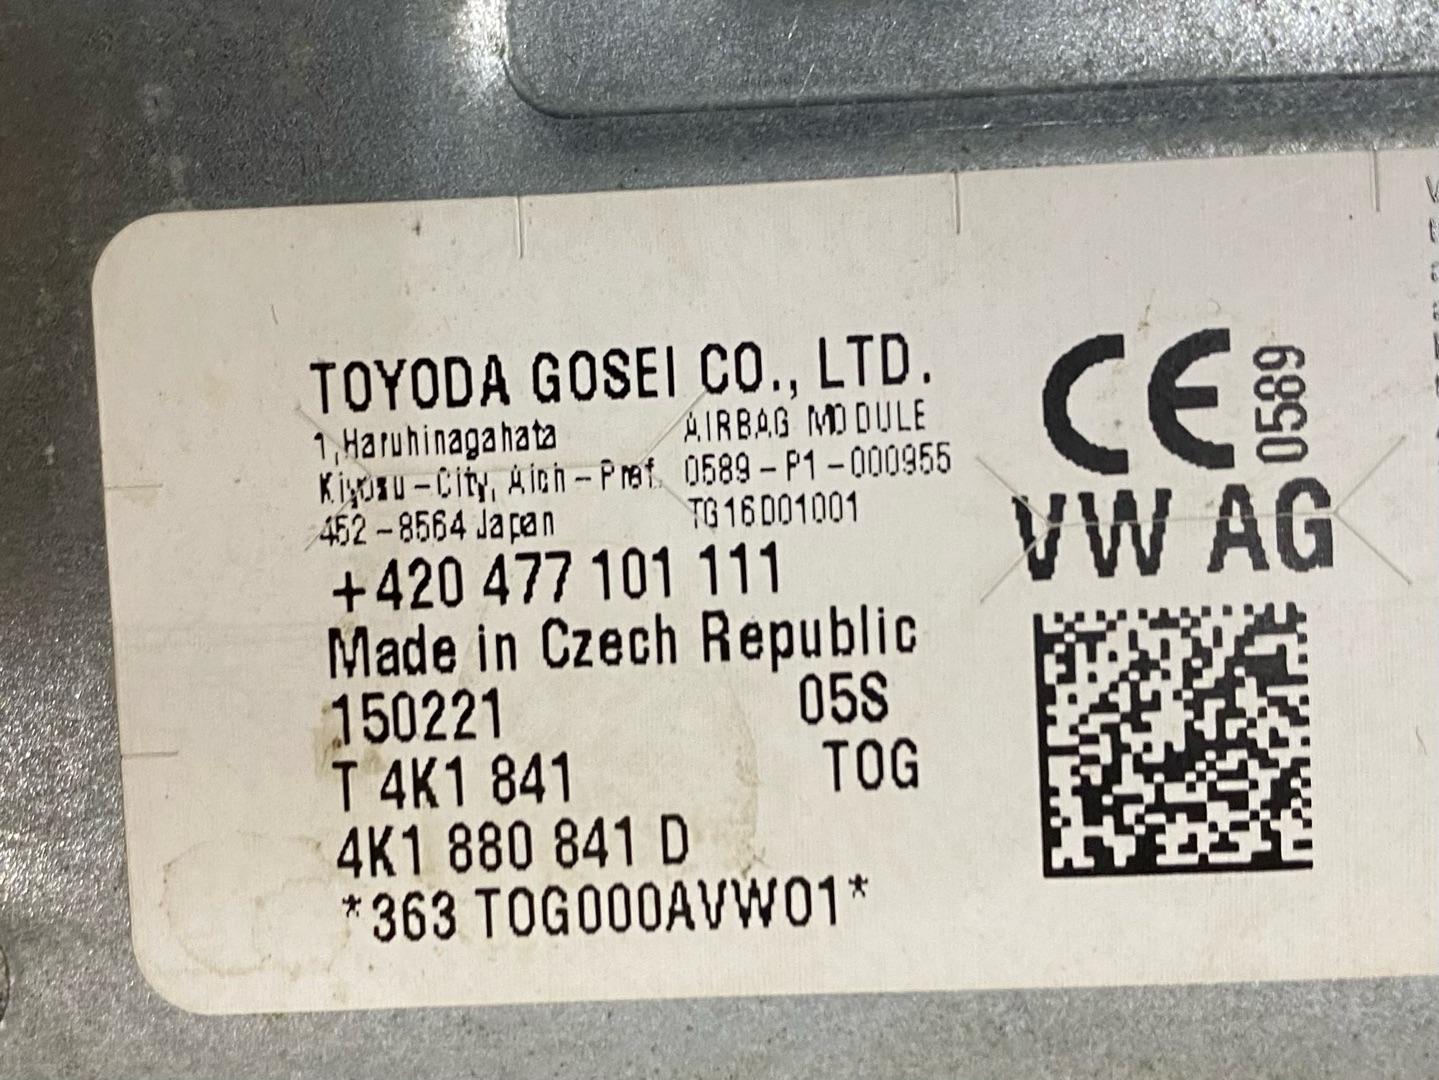 TOYODA GOSEI CO., LTD.
1,Haruhinagahata
Kiyosu-City, Aich-Pref.
452-8564 Japan
AIRBAG MODULE
0589-P1-000955
TG16D01001
+420 477 101 111
Made in Czech Republic
150221 05S
T 4K1 841 TOG
4K1 880 841 D
*363 TOG000AVW01*
CE 0589
VW AG